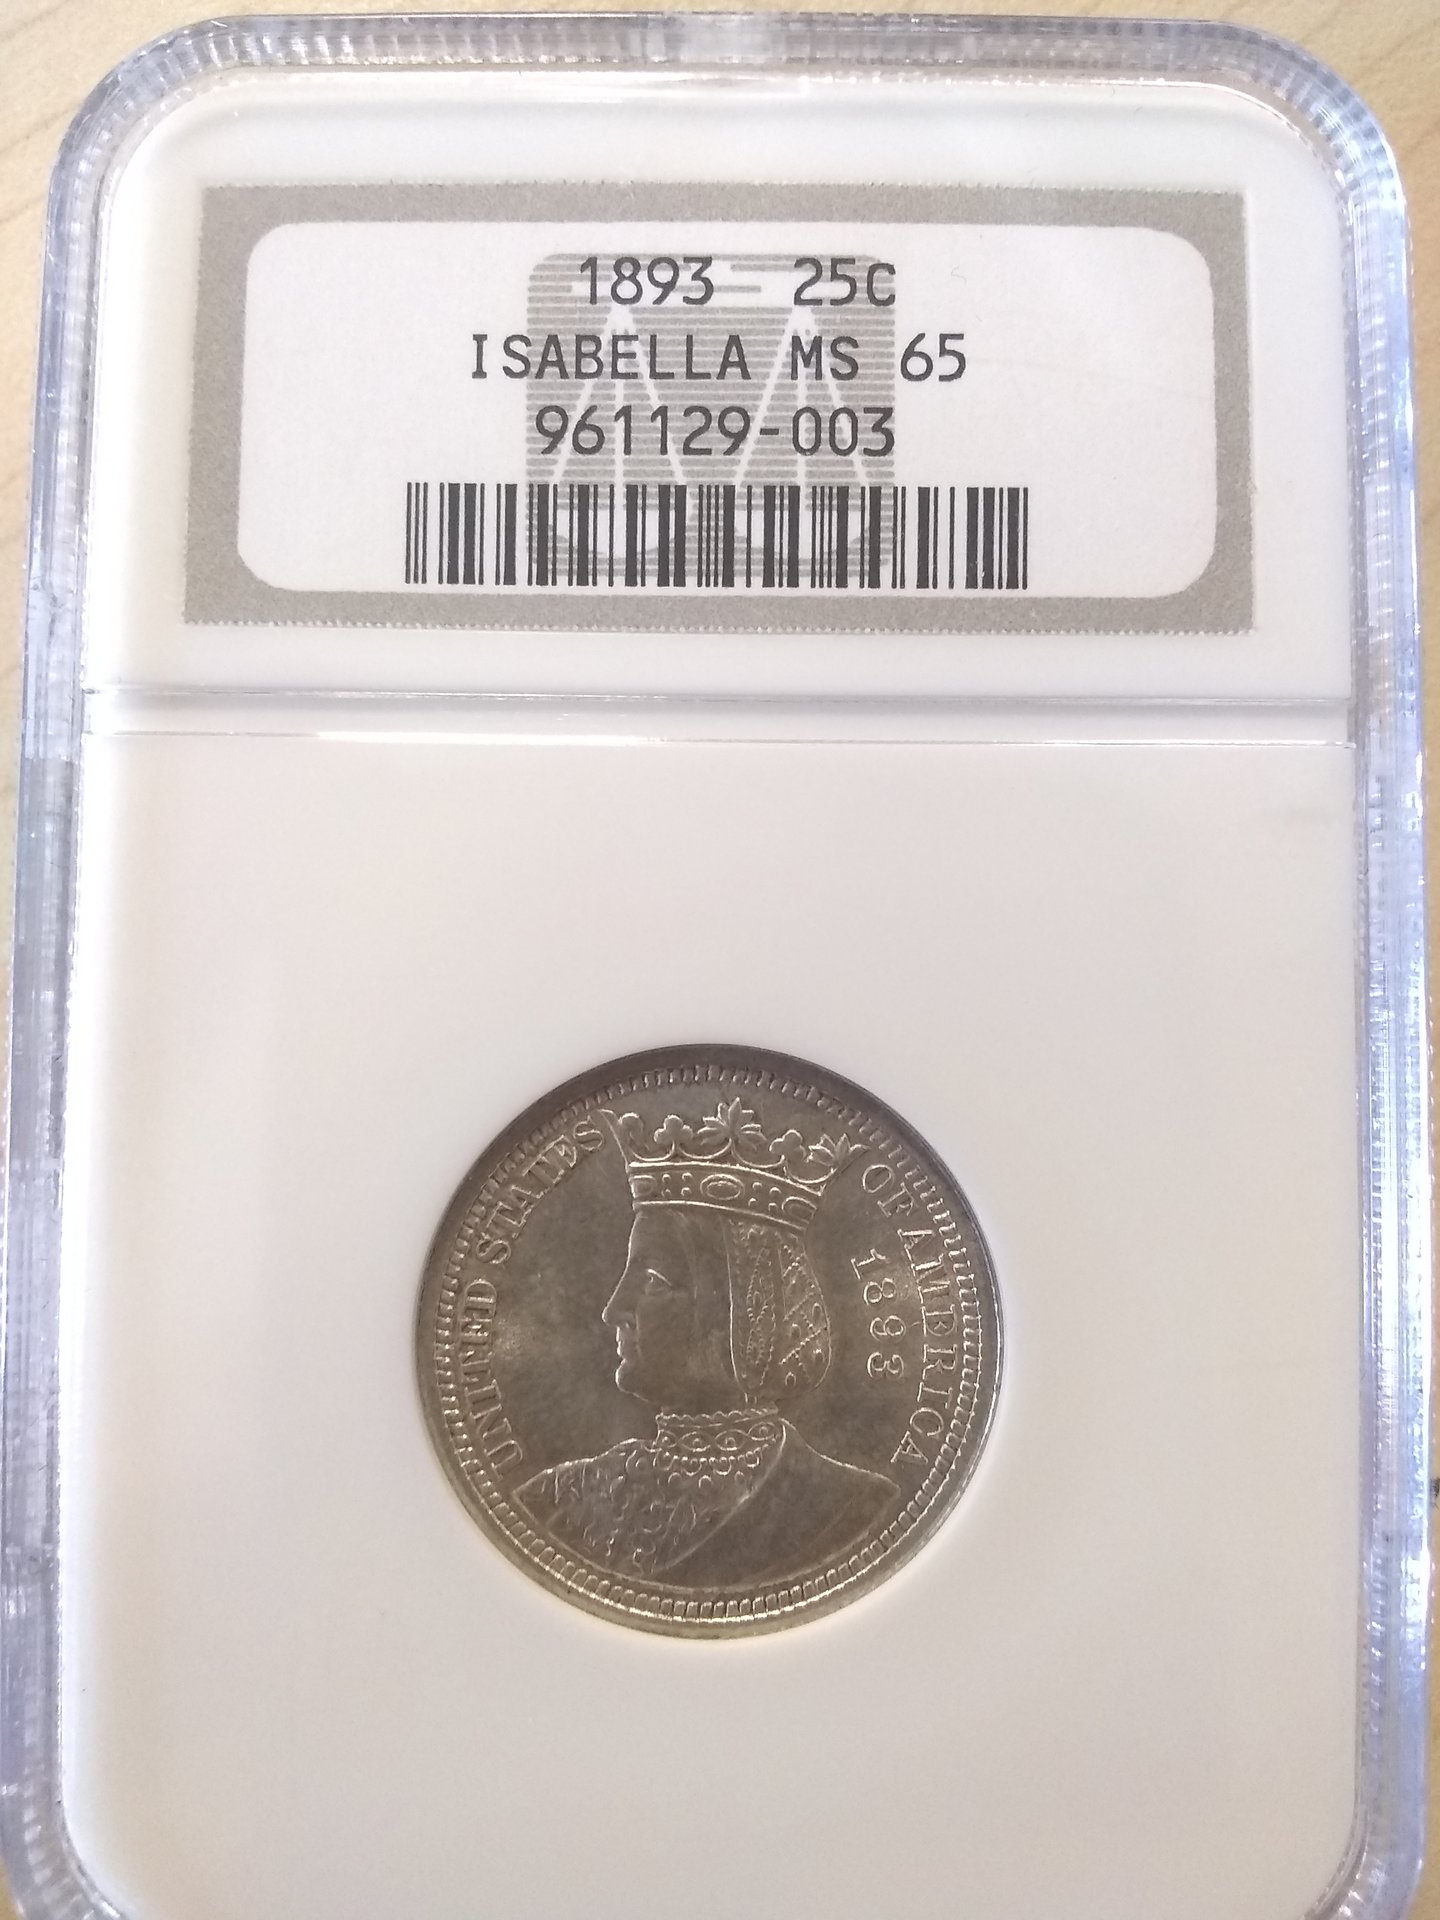 1893 25C
ISABELLA MS 65
961129-003
UNITED STATES OF AMERICA
1893